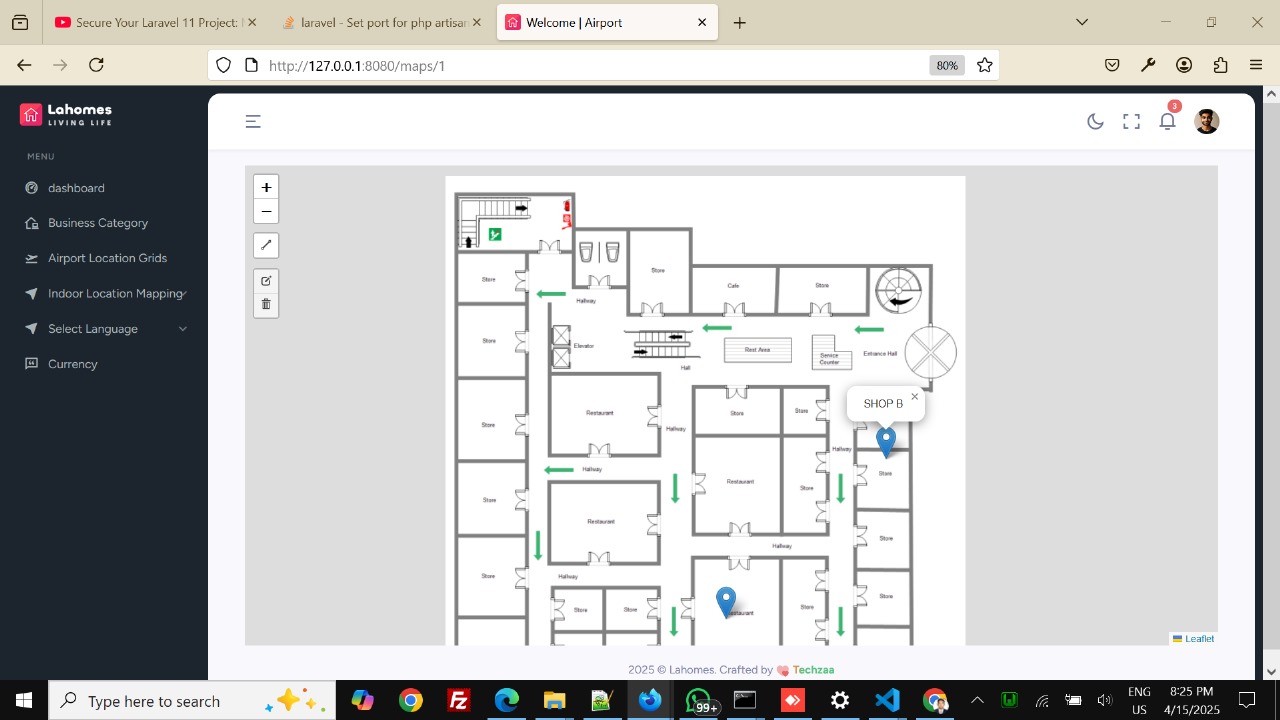 Secure Your Laravel 11 Project:
laravel - Set port for php artisan
Welcome | Airport
http://127.0.0.1:8080/maps/1
80%
Lahomes
LIVING LIFE
MENU
dashboard
Business Category
Airport Location Grids
Indoor Location Mapping
Select Language
Currency
3
+
−
Store
Store
Cafe
Store
Hallway
Store
Elevator
Rest Area
Service
Counter
Entrance Hall
Hall
SHOP B
Restaurant
Store
Store
Store
Hallway
Hallway
Hallway
Restaurant
Store
Store
Store
Restaurant
Store
Hallway
Store
Hallway
Store
Store
Store
Store
Restaurant
Store
Leaflet
2025 © Lahomes. Crafted by Techzaa
Type here to search
99+
ENG
US
8:25 PM
4/15/2025